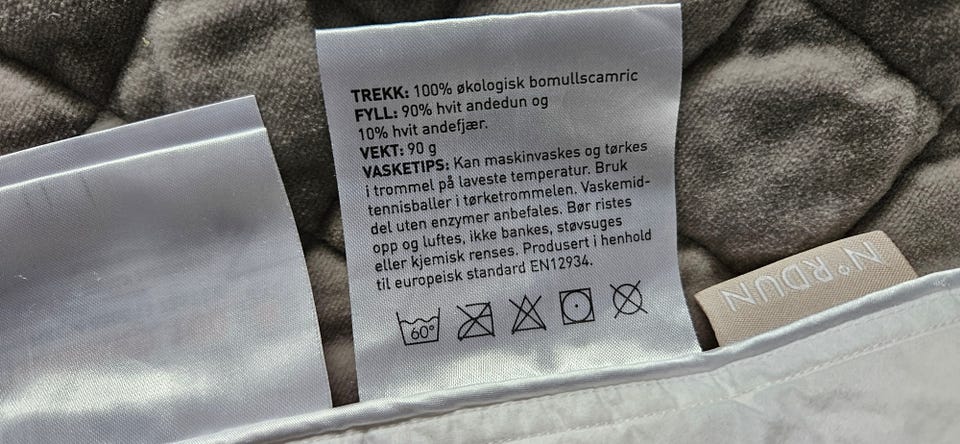 TREKK: 100% økologisk bomullscamric
FYLL: 90% hvit andedun og
10% hvit andefjær.
VEKT: 90 g
VASKETIPS: Kan maskinvaskes og tørkes
i trommel på laveste temperatur. Bruk
tennisballer i tørketrommelen. Vaskemid-
del uten enzymer anbefales. Bør ristes
opp og luftes, ikke bankes, støvsuges
eller kjemisk renses. Produsert i henhold
til europeisk standard EN12934.
60°
N°RDUN